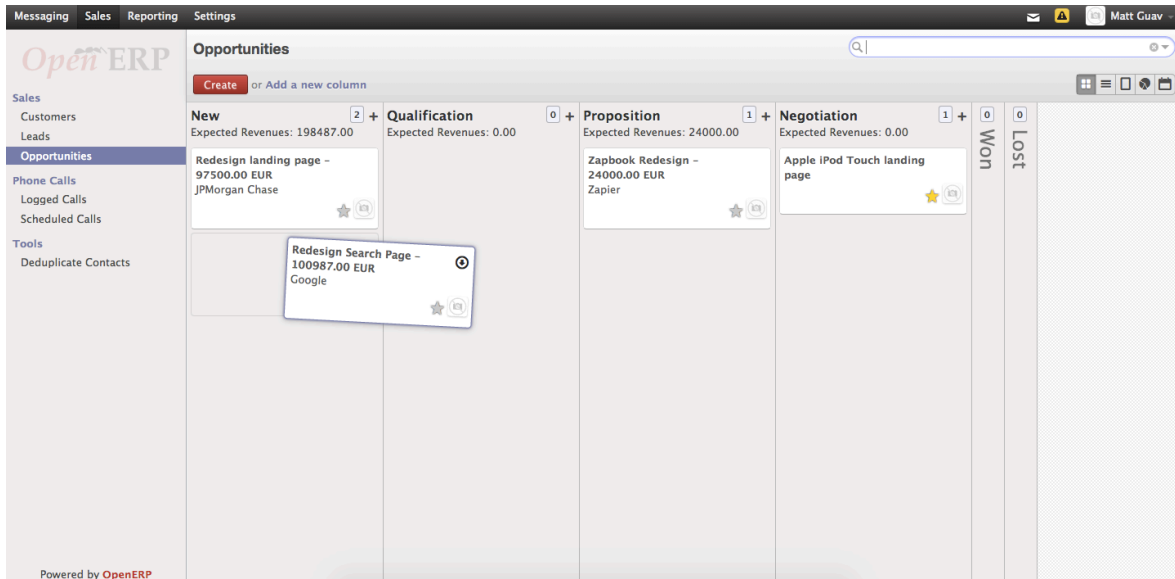 Messaging Sales Reporting Settings Matt Guav
Open ERP
Opportunities
Create or Add a new column
Sales
Customers
Leads
Opportunities
Phone Calls
Logged Calls
Scheduled Calls
Tools
Deduplicate Contacts
Powered by OpenERP
New 2 +
Expected Revenues: 198487.00
Redesign landing page –
97500.00 EUR
JPMorgan Chase
Redesign Search Page –
100987.00 EUR
Google
Qualification 0 +
Expected Revenues: 0.00
Proposition 1 +
Expected Revenues: 24000.00
Zapbook Redesign –
24000.00 EUR
Zapier
Negotiation 1 +
Expected Revenues: 0.00
Apple iPod Touch landing
page
0
Won
0
Lost